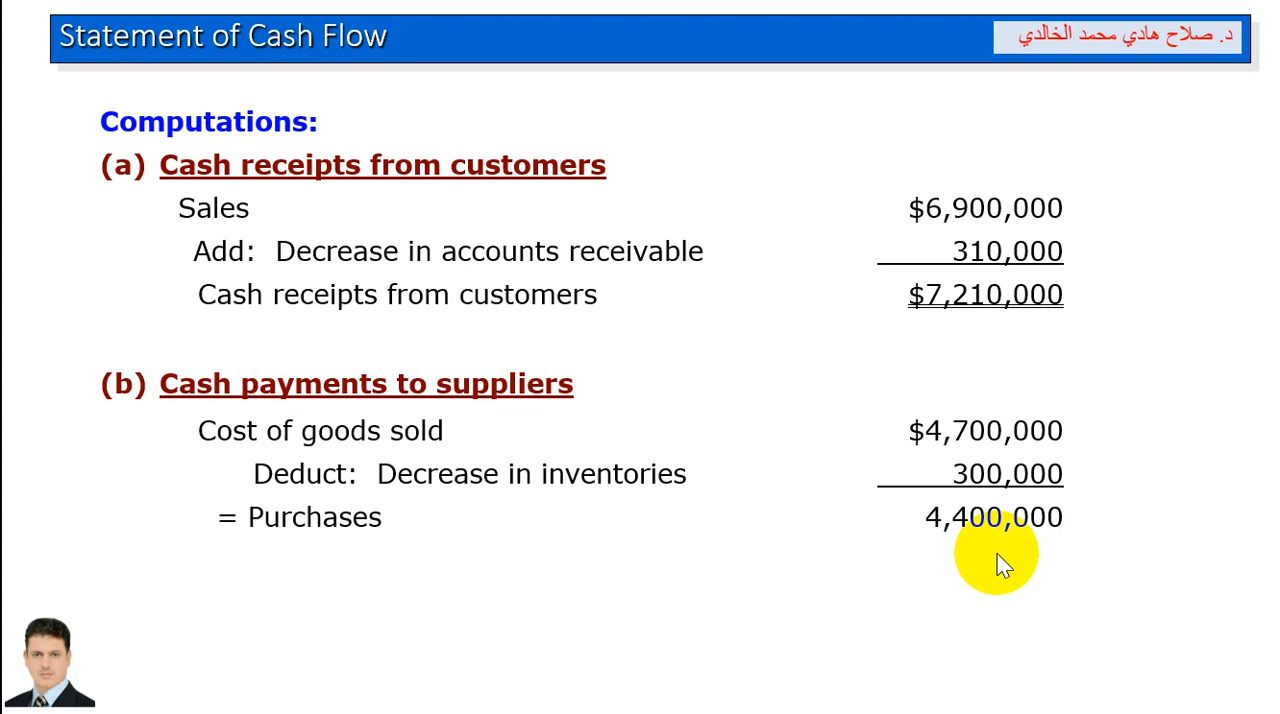 Statement of Cash Flow
د. صلاح هادي محمد الخالدي
Computations:
(a) Cash receipts from customers
Sales $6,900,000
Add: Decrease in accounts receivable 310,000
Cash receipts from customers $7,210,000
(b) Cash payments to suppliers
Cost of goods sold $4,700,000
Deduct: Decrease in inventories 300,000
= Purchases 4,400,000